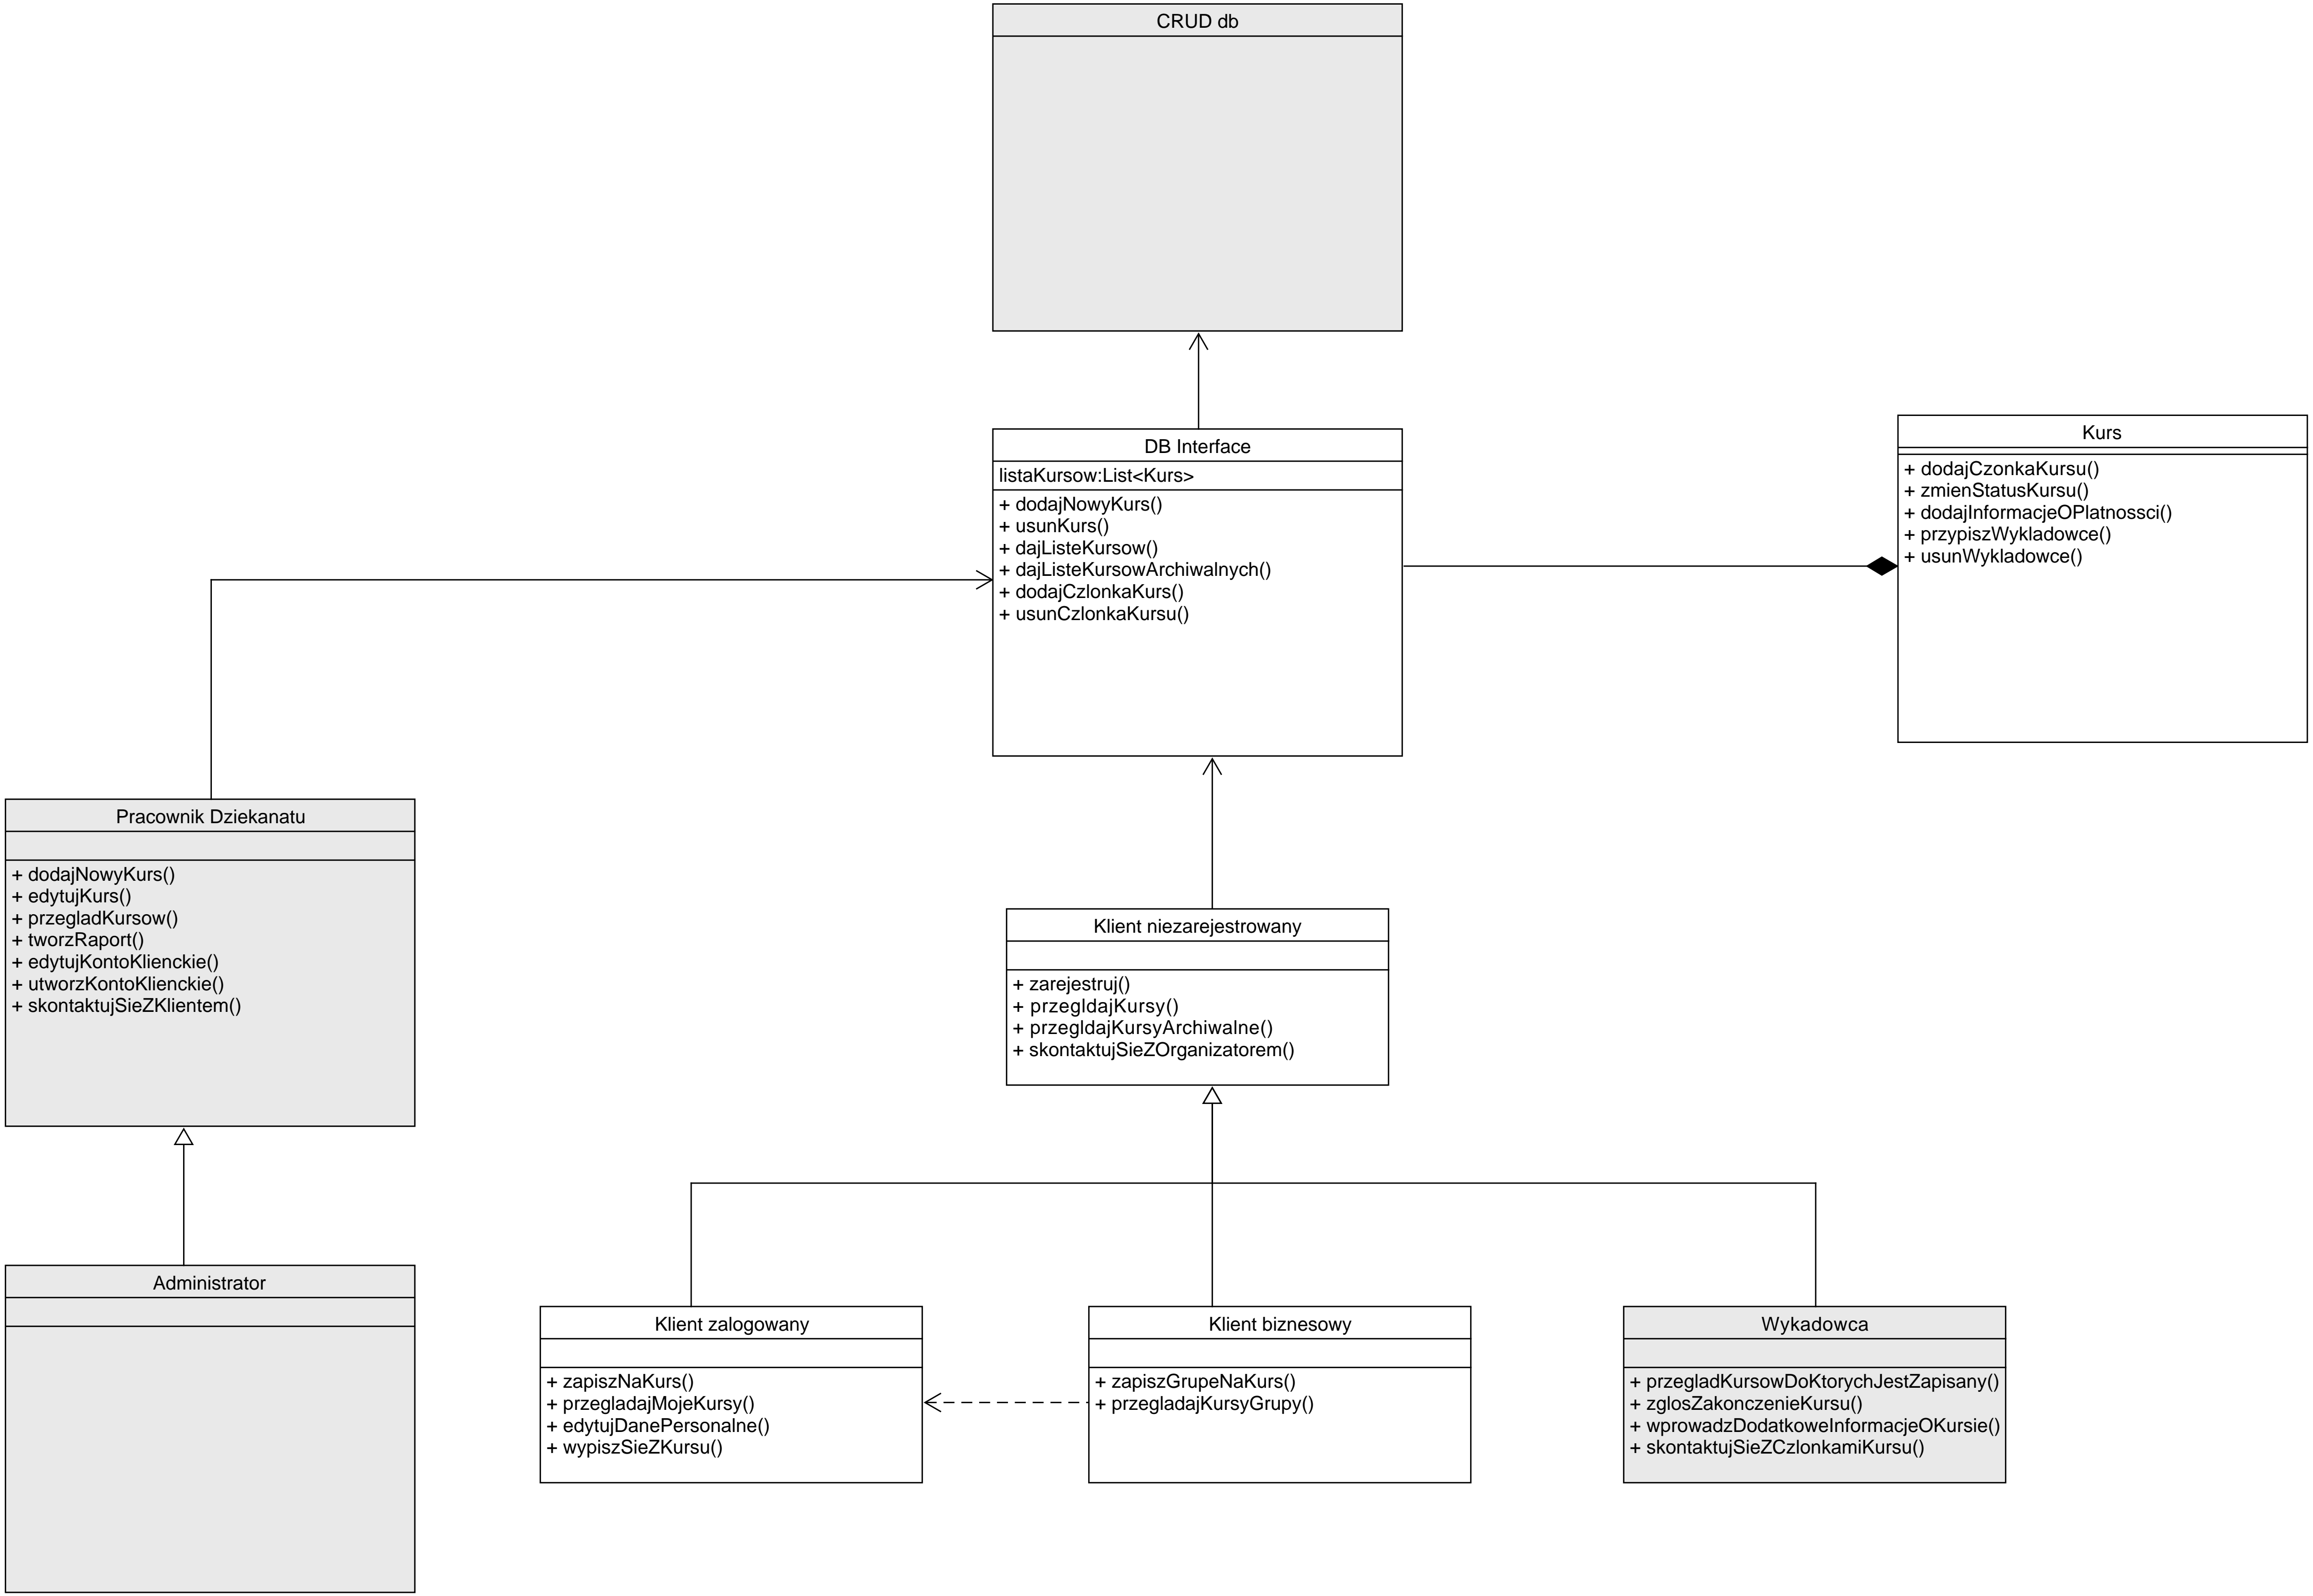 CRUD db
DB Interface
listaKursow:List<Kurs>
+ dodajNowyKurs()
+ usunKurs()
+ dajListeKursow()
+ dajListeKursowArchiwalnych()
+ dodajCzlonkaKurs()
+ usunCzlonkaKursu()
Kurs
+ dodajCzonkaKursu()
+ zmienStatusKursu()
+ dodajInformacjeOPlatnossci()
+ przypiszWykladowce()
+ usunWykladowce()
Pracownik Dziekanatu
+ dodajNowyKurs()
+ edytujKurs()
+ przegladKursow()
+ tworzRaport()
+ edytujKontoKlienckie()
+ utworzKontoKlienckie()
+ skontaktujSieZKlientem()
Klient niezarejestrowany
+ zarejestruj()
+ przegldajKursy()
+ przegldajKursyArchiwalne()
+ skontaktujSieZOrganizatorem()
Administrator
Klient zalogowany
+ zapiszNaKurs()
+ przegladajMojeKursy()
+ edytujDanePersonalne()
+ wypiszSieZKursu()
Klient biznesowy
+ zapiszGrupeNaKurs()
+ przegladajKursyGrupy()
Wykadowca
+ przegladKursowDoKtorychJestZapisany()
+ zglosZakonczenieKursu()
+ wprowadzDodatkoweInformacjeOKursie()
+ skontaktujSieZCzlonkamiKursu()